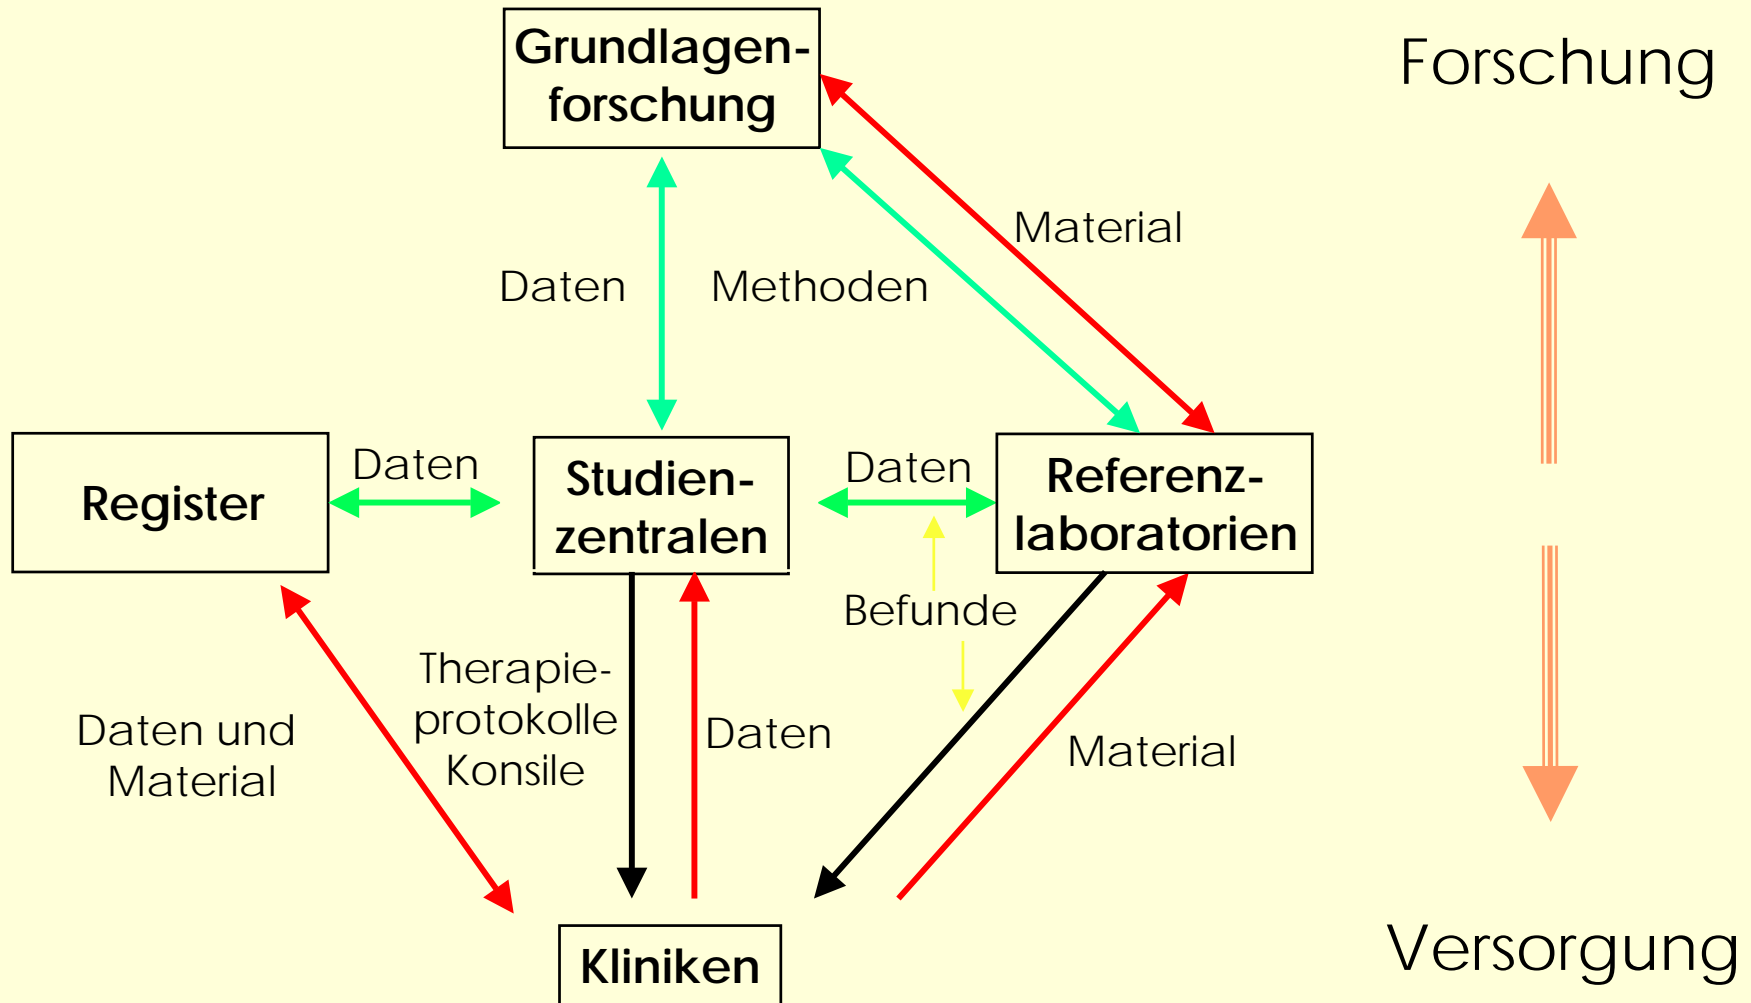 Grundlagen-
forschung
Forschung
Material
Daten
Methoden
Register
Daten
Studien-
zentralen
Daten
Referenz-
laboratorien
Befunde
Therapie-
protokolle
Konsile
Daten
Daten und
Material
Material
Kliniken
Versorgung